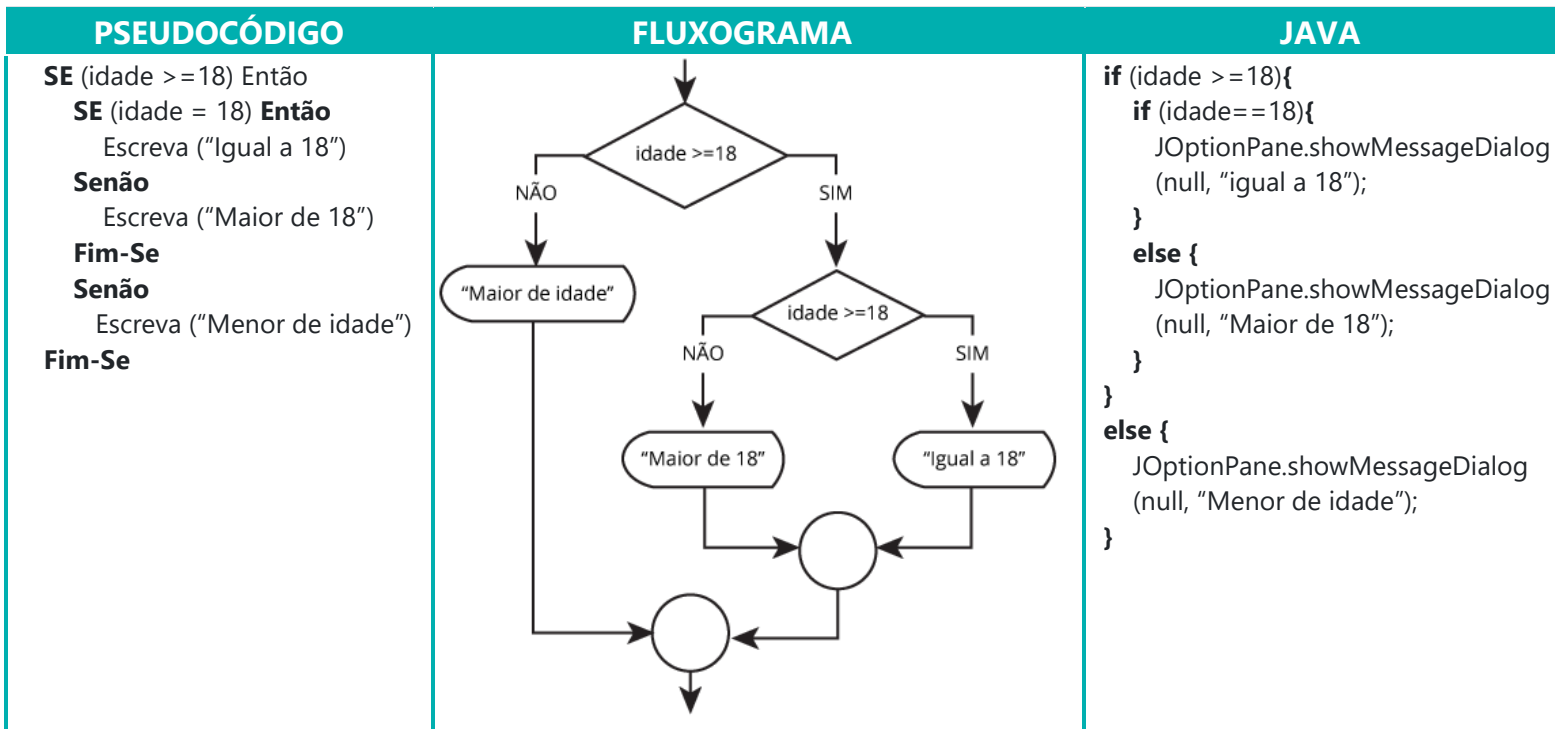 PSEUDOCÓDIGO
SE (idade >=18) Então
SE (idade = 18) Então
Escreva (“Igual a 18”)
Senão
Escreva (“Maior de 18”)
Fim-Se
Senão
Escreva (“Menor de idade”)
Fim-Se
FLUXOGRAMA
idade >=18
NÃO
SIM
“Maior de idade”
idade >=18
NÃO
SIM
“Maior de 18”
“Igual a 18”
JAVA
if (idade >=18){
if (idade==18){
JOptionPane.showMessageDialog
(null, “igual a 18”);
}
else {
JOptionPane.showMessageDialog
(null, “Maior de 18”);
}
}
else {
JOptionPane.showMessageDialog
(null, “Menor de idade”);
}